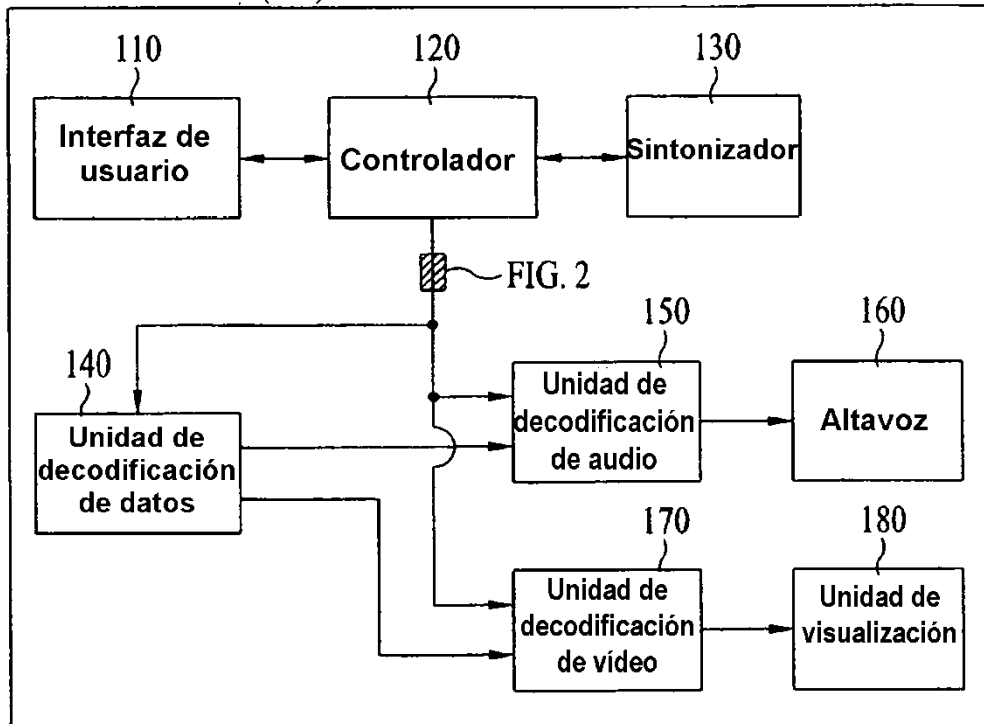 110
120
130
Interfaz de
usuario
Controlador
Sintonizador
FIG. 2
140
150
160
Unidad de
decodificación
de datos
Unidad de
decodificación
de audio
Altavoz
170
180
Unidad de
decodificación
de vídeo
Unidad de
visualización